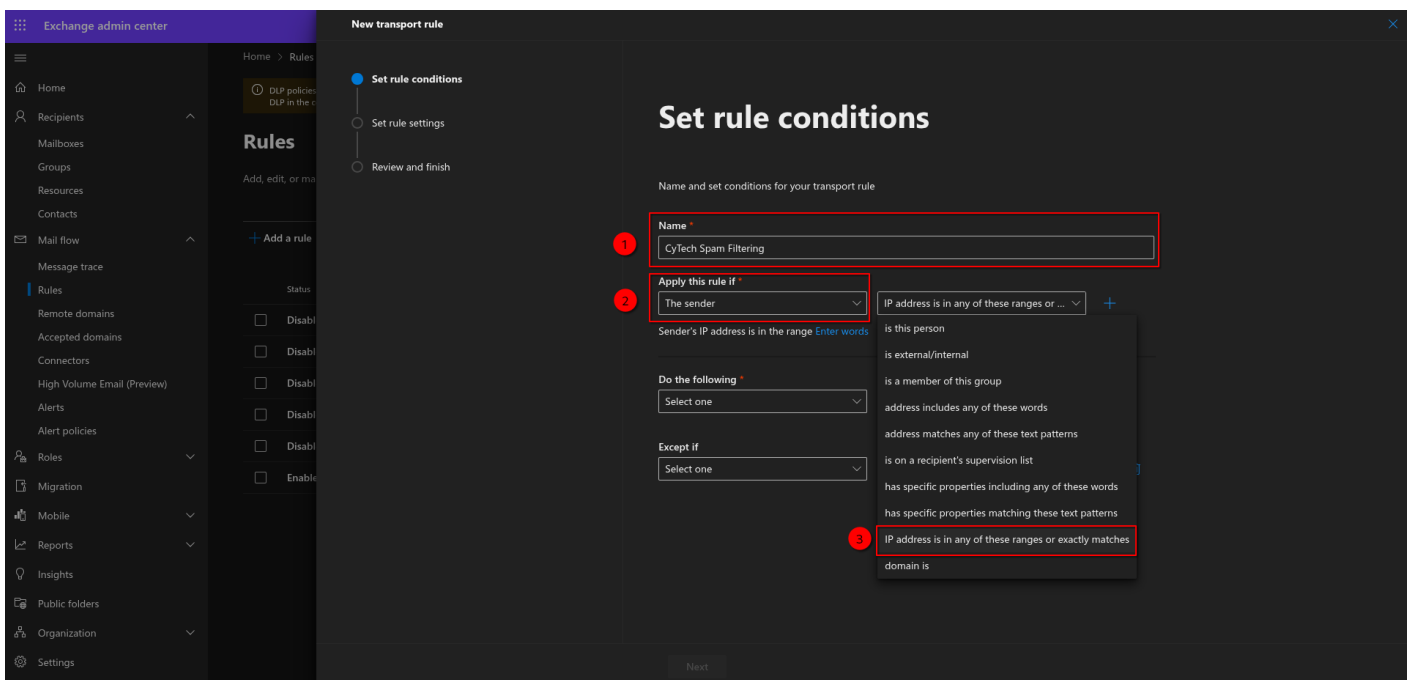 Exchange admin center
New transport rule
Home
Recipients
Mailboxes
Groups
Resources
Contacts
Mail flow
Message trace
Rules
Remote domains
Accepted domains
Connectors
High Volume Email (Preview)
Alerts
Alert policies
Roles
Migration
Mobile
Reports
Insights
Public folders
Organization
Settings
Home > Rules
DLP policies
DLP in the c
Rules
Add, edit, or ma
Add a rule
Status
Disabl
Disabl
Disabl
Disabl
Disabl
Enable
Set rule conditions
Set rule settings
Review and finish
Set rule conditions
Name and set conditions for your transport rule
1
Name *
CyTech Spam Filtering
2
Apply this rule if *
The sender
IP address is in any of these ranges or ...
Sender's IP address is in the range Enter words
Do the following *
Select one
Except if
Select one
is this person
is external/internal
is a member of this group
address includes any of these words
address matches any of these text patterns
is on a recipient's supervision list
has specific properties including any of these words
has specific properties matching these text patterns
3
IP address is in any of these ranges or exactly matches
domain is
Next